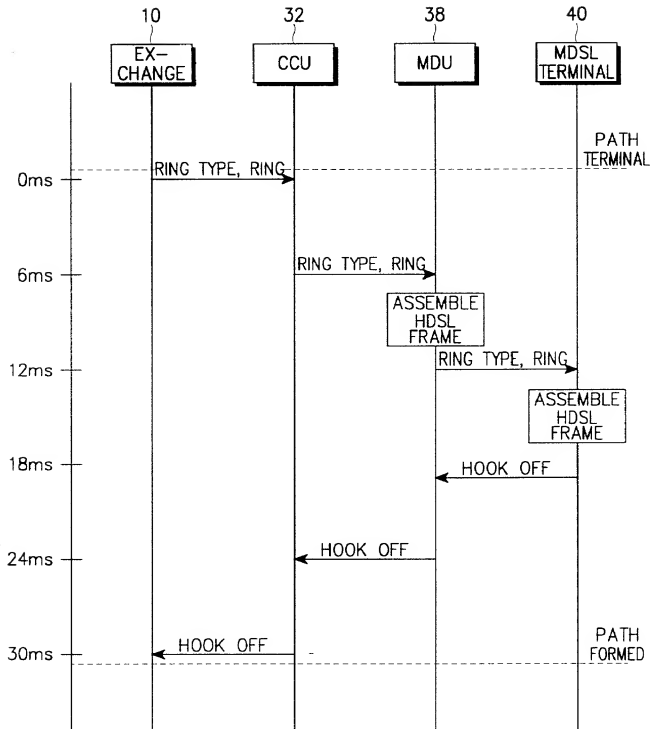 10
32
38
40
EX-
CHANGE
CCU
MDU
MDSL
TERMINAL
PATH
TERMINAL
0ms
RING TYPE, RING
6ms
RING TYPE, RING
ASSEMBLE
HDSL
FRAME
12ms
RING TYPE, RING
ASSEMBLE
HDSL
FRAME
18ms
HOOK OFF
24ms
HOOK OFF
30ms
HOOK OFF
PATH
FORMED